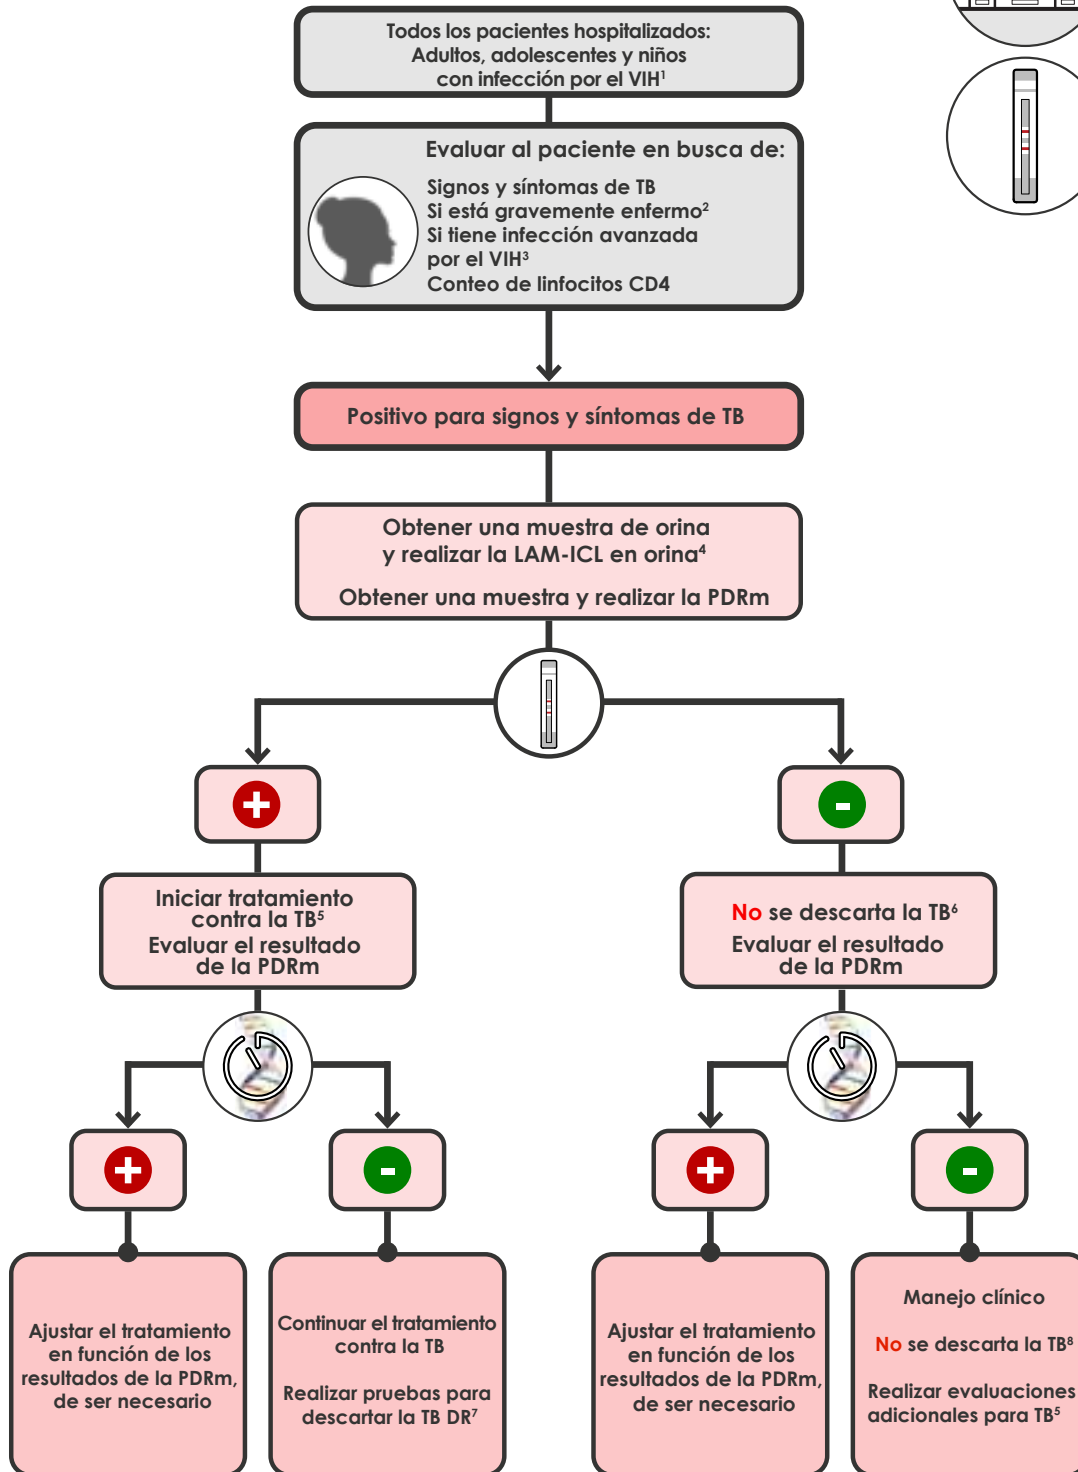 Todos los pacientes hospitalizados:
Adultos, adolescentes y niños
con infección por el VIH¹
Evaluar al paciente en busca de:
Signos y síntomas de TB
Si está gravemente enfermo²
Si tiene infección avanzada
por el VIH³
Conteo de linfocitos CD4
Positivo para signos y síntomas de TB
Obtener una muestra de orina
y realizar la LAM-ICL en orina⁴
Obtener una muestra y realizar la PDRm
+
-
Iniciar tratamiento
contra la TB⁵
Evaluar el resultado
de la PDRm
No se descarta la TB⁶
Evaluar el resultado
de la PDRm
+
-
+
-
Ajustar el tratamiento
en función de los
resultados de la PDRm,
de ser necesario
Continuar el tratamiento
contra la TB
Realizar pruebas para
descartar la TB DR⁷
Ajustar el tratamiento
en función de los
resultados de la PDRm,
de ser necesario
Manejo clínico
No se descarta la TB⁸
Realizar evaluaciones
adicionales para TB⁵